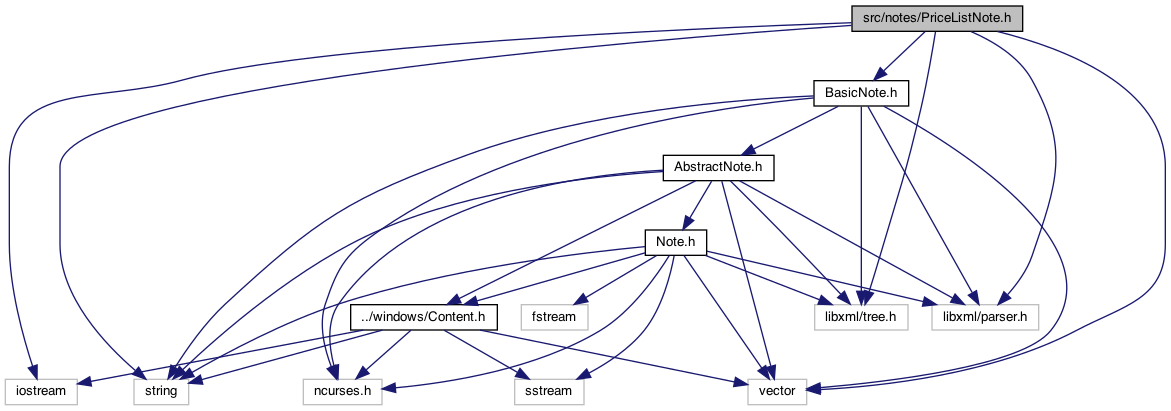 src/notes/PriceListNote.h
BasicNote.h
AbstractNote.h
Note.h
../windows/Content.h
fstream
libxml/tree.h
libxml/parser.h
iostream
string
ncurses.h
sstream
vector